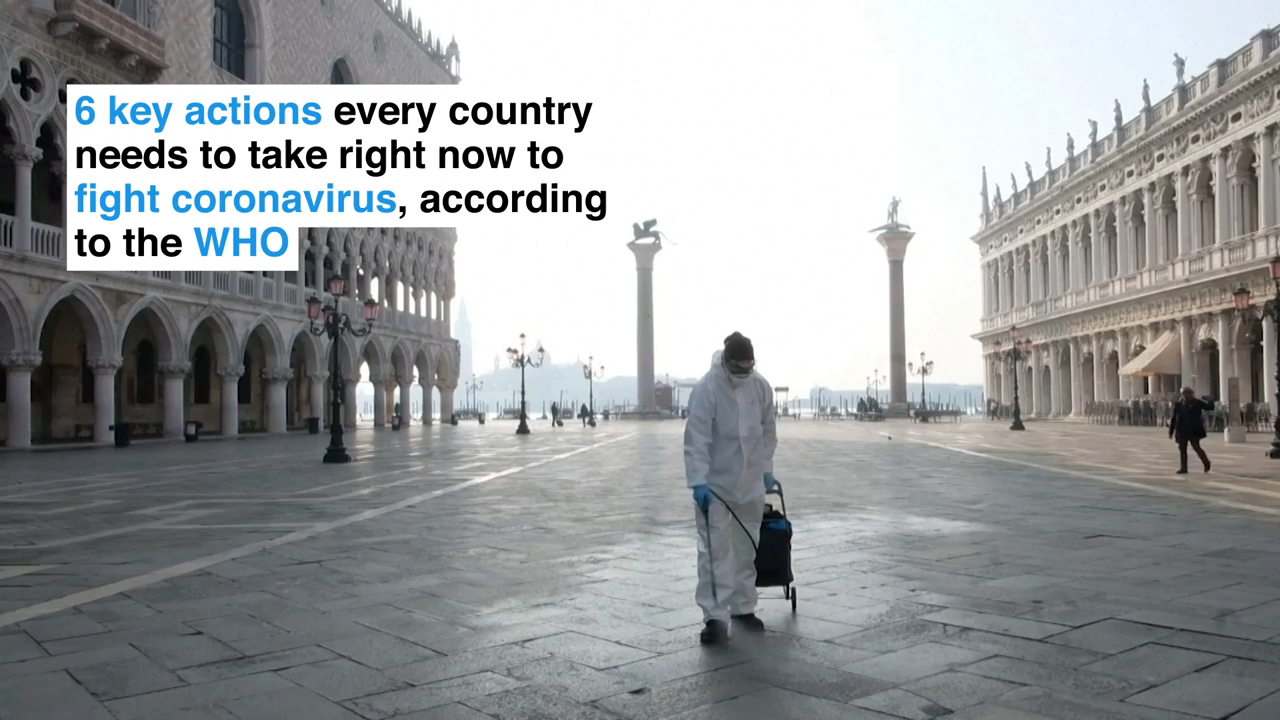 6 key actions every country
needs to take right now to
fight coronavirus, according
to the WHO